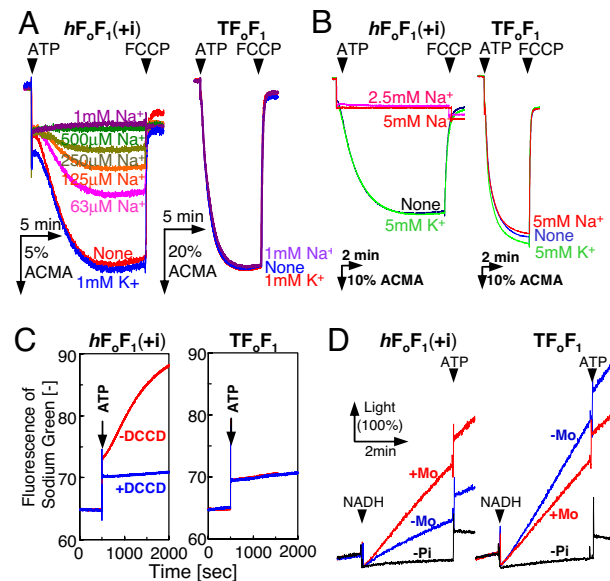 A
hFₒF₁(+i)
TFₒF₁
ATP
FCCP
ATP
FCCP
1mM Na⁺
500µM Na⁺
250µM Na⁺
125µM Na⁺
63µM Na⁺
None
1mM K+
5 min
5%
ACMA
5 min
20%
ACMA
1mM Na⁺
None
1mM K⁺
B
hFₒF₁(+i)
TFₒF₁
ATP
FCCP
ATP
FCCP
2.5mM Na⁺
5mM Na⁺
None
5mM K⁺
5mM Na⁺
None
5mM K⁺
2 min
10% ACMA
2 min
10% ACMA
C
hFₒF₁(+i)
TFₒF₁
Fluorescence of
Sodium Green [-]
90
80
70
60
ATP
-DCCD
+DCCD
ATP
0 1000 2000
0 1000 2000
Time [sec]
D
hFₒF₁(+i)
TFₒF₁
ATP
ATP
Light
(100%)
2min
NADH
+Mo
-Mo
-Pi
NADH
-Mo
+Mo
-Pi